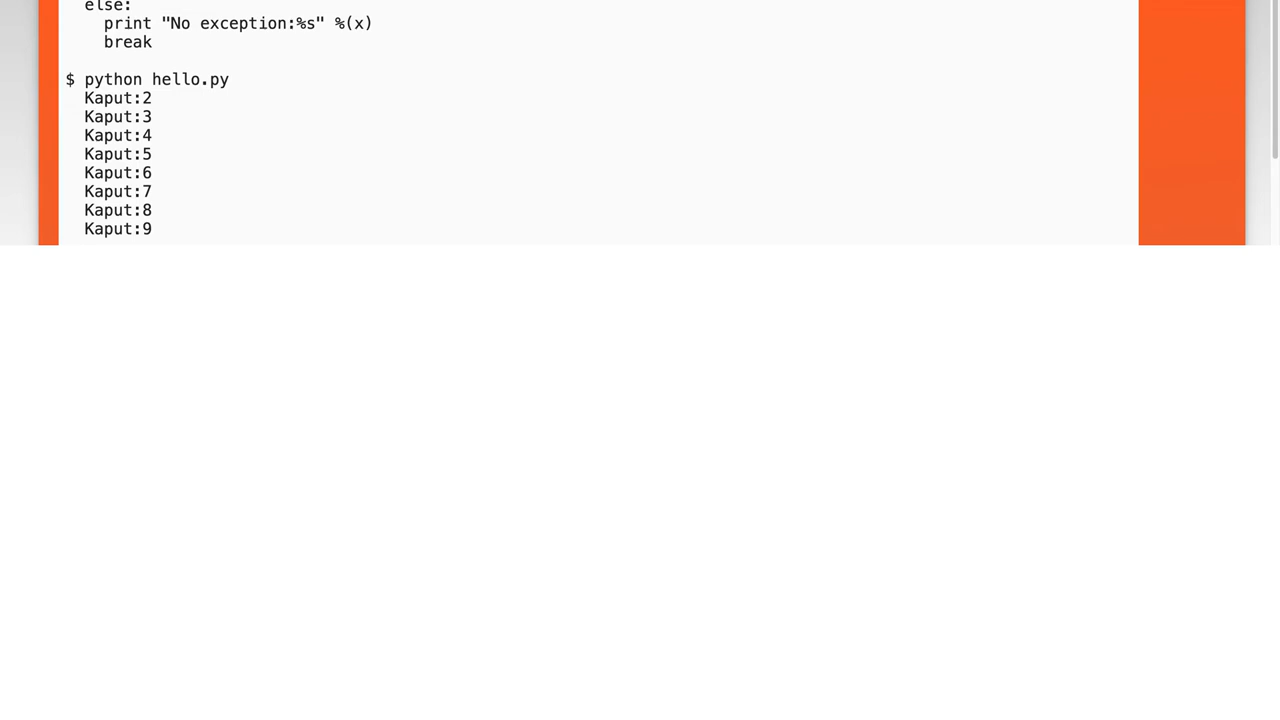 else:
print "No exception:%s" %(x)
break
$ python hello.py
Kaput:2
Kaput:3
Kaput:4
Kaput:5
Kaput:6
Kaput:7
Kaput:8
Kaput:9